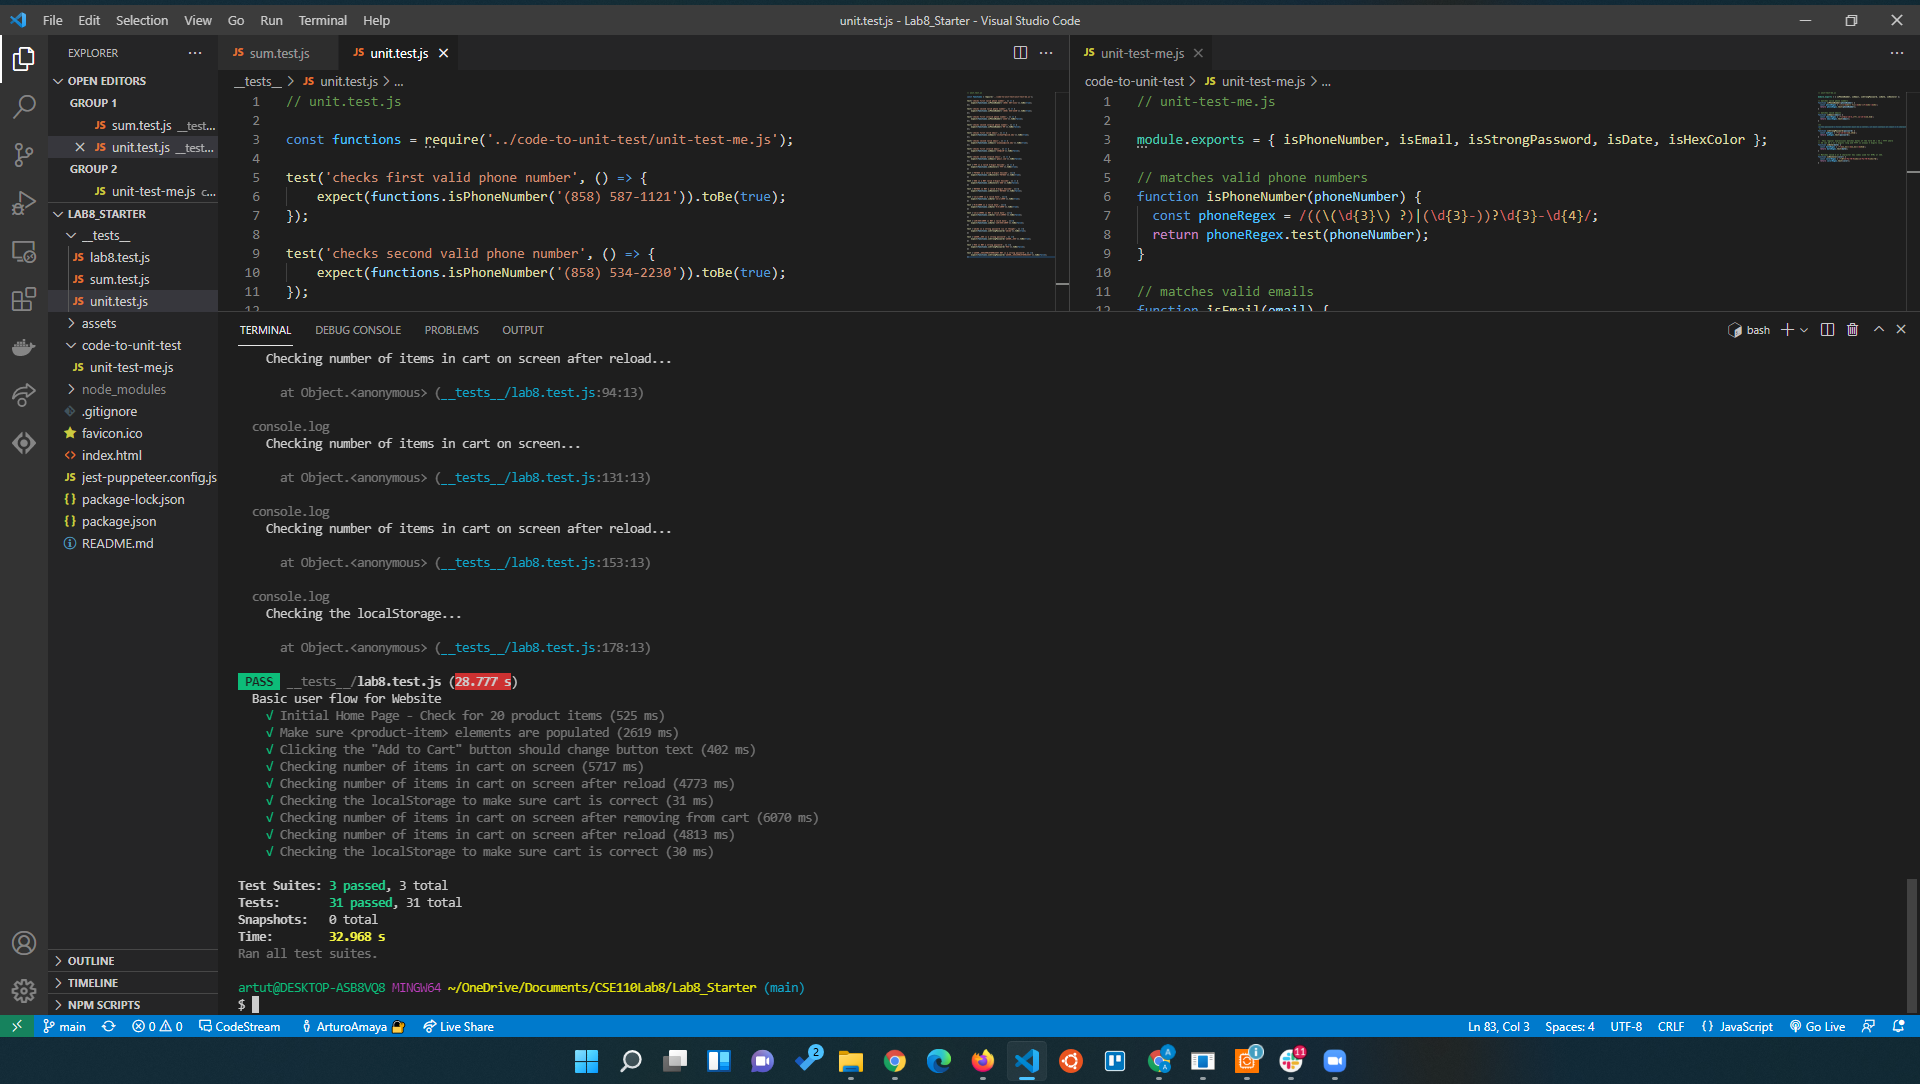 File Edit Selection View Go Run Terminal Help
unit.test.js - Lab8_Starter - Visual Studio Code
EXPLORER
OPEN EDITORS
GROUP 1
JS sum.test.js __test...
JS unit.test.js __test...
GROUP 2
JS unit-test-me.js c...
LAB8_STARTER
__tests__
JS lab8.test.js
JS sum.test.js
JS unit.test.js
assets
code-to-unit-test
JS unit-test-me.js
node_modules
.gitignore
favicon.ico
index.html
JS jest-puppeteer.config.js
{} package-lock.json
{} package.json
README.md
OUTLINE
TIMELINE
NPM SCRIPTS
JS sum.test.js
JS unit.test.js
__tests__ > JS unit.test.js > ...
1 // unit.test.js
2
3 const functions = require('../code-to-unit-test/unit-test-me.js');
4
5 test('checks first valid phone number', () => {
6 expect(functions.isPhoneNumber('(858) 587-1121')).toBe(true);
7 });
8
9 test('checks second valid phone number', () => {
10 expect(functions.isPhoneNumber('(858) 534-2230')).toBe(true);
11 });
12
JS unit-test-me.js
code-to-unit-test > JS unit-test-me.js > ...
1 // unit-test-me.js
2
3 module.exports = { isPhoneNumber, isEmail, isStrongPassword, isDate, isHexColor };
4
5 // matches valid phone numbers
6 function isPhoneNumber(phoneNumber) {
7 const phoneRegex = /((\(\d{3}\) ?)|(\d{3}-))?\d{3}-\d{4}/;
8 return phoneRegex.test(phoneNumber);
9 }
10
11 // matches valid emails
12 function isEmail(email) {
TERMINAL DEBUG CONSOLE PROBLEMS OUTPUT
bash
Checking number of items in cart on screen after reload...
at Object.<anonymous> (__tests__/lab8.test.js:94:13)
console.log
Checking number of items in cart on screen...
at Object.<anonymous> (__tests__/lab8.test.js:131:13)
console.log
Checking number of items in cart on screen after reload...
at Object.<anonymous> (__tests__/lab8.test.js:153:13)
console.log
Checking the localStorage...
at Object.<anonymous> (__tests__/lab8.test.js:178:13)
PASS __tests__/lab8.test.js (28.777 s)
Basic user flow for Website
√ Initial Home Page - Check for 20 product items (525 ms)
√ Make sure <product-item> elements are populated (2619 ms)
√ Clicking the "Add to Cart" button should change button text (402 ms)
√ Checking number of items in cart on screen (5717 ms)
√ Checking number of items in cart on screen after reload (4773 ms)
√ Checking the localStorage to make sure cart is correct (31 ms)
√ Checking number of items in cart on screen after removing from cart (6070 ms)
√ Checking number of items in cart on screen after reload (4813 ms)
√ Checking the localStorage to make sure cart is correct (30 ms)
Test Suites: 3 passed, 3 total
Tests: 31 passed, 31 total
Snapshots: 0 total
Time: 32.968 s
Ran all test suites.
artut@DESKTOP-ASB8VQ8 MINGW64 ~/OneDrive/Documents/CSE110Lab8/Lab8_Starter (main)
$
main 0 0 CodeStream ArturoAmaya Live Share
Ln 83, Col 3 Spaces: 4 UTF-8 CRLF {} JavaScript Go Live
2 A A 11